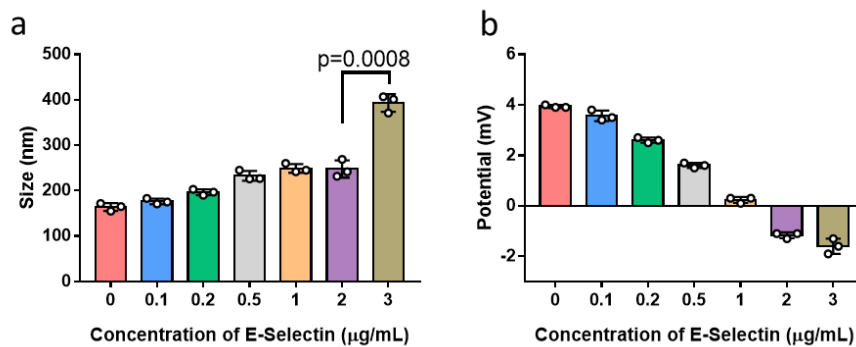 a
p=0.0008
Size (nm)
500
400
300
200
100
0
0 0.1 0.2 0.5 1 2 3
Concentration of E-Selectin (μg/mL)
b
Potential (mV)
6
4
2
0
-2
0 0.1 0.2 0.5 1 2 3
Concentration of E-Selectin (μg/mL)